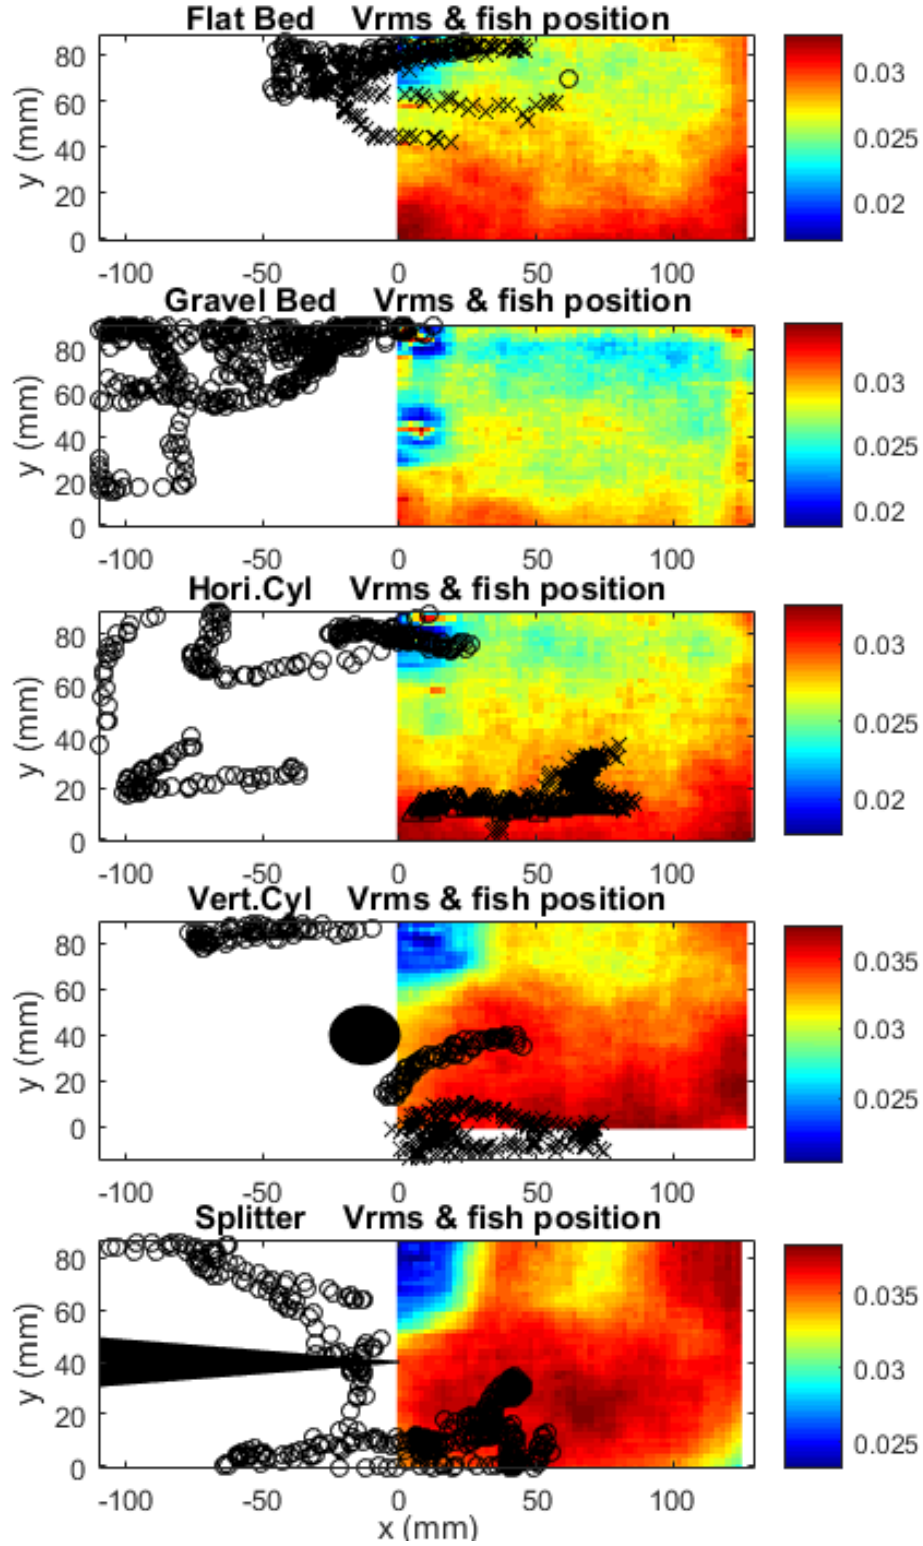 Flat Bed Vrms & fish position
80
60
40
20
0
y (mm)
-100 -50 0 50 100
0.03
0.025
0.02
Gravel Bed Vrms & fish position
80
60
40
20
0
y (mm)
-100 -50 0 50 100
0.03
0.025
0.02
Hori.Cyl Vrms & fish position
80
60
40
20
0
y (mm)
-100 -50 0 50 100
0.03
0.025
0.02
Vert.Cyl Vrms & fish position
80
60
40
20
0
y (mm)
-100 -50 0 50 100
0.035
0.03
0.025
Splitter Vrms & fish position
80
60
40
20
0
y (mm)
-100 -50 0 50 100
x (mm)
0.035
0.03
0.025